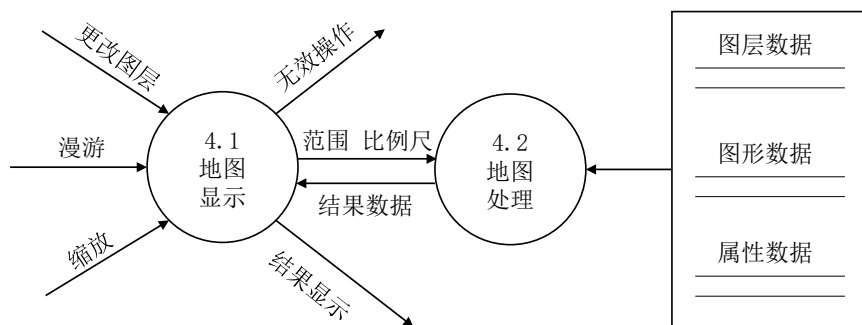 更改图层
无效操作
图层数据
4.1
地图
显示
漫游
范围 比例尺
结果数据
4.2
地图
处理
图形数据
缩放
结果显示
属性数据